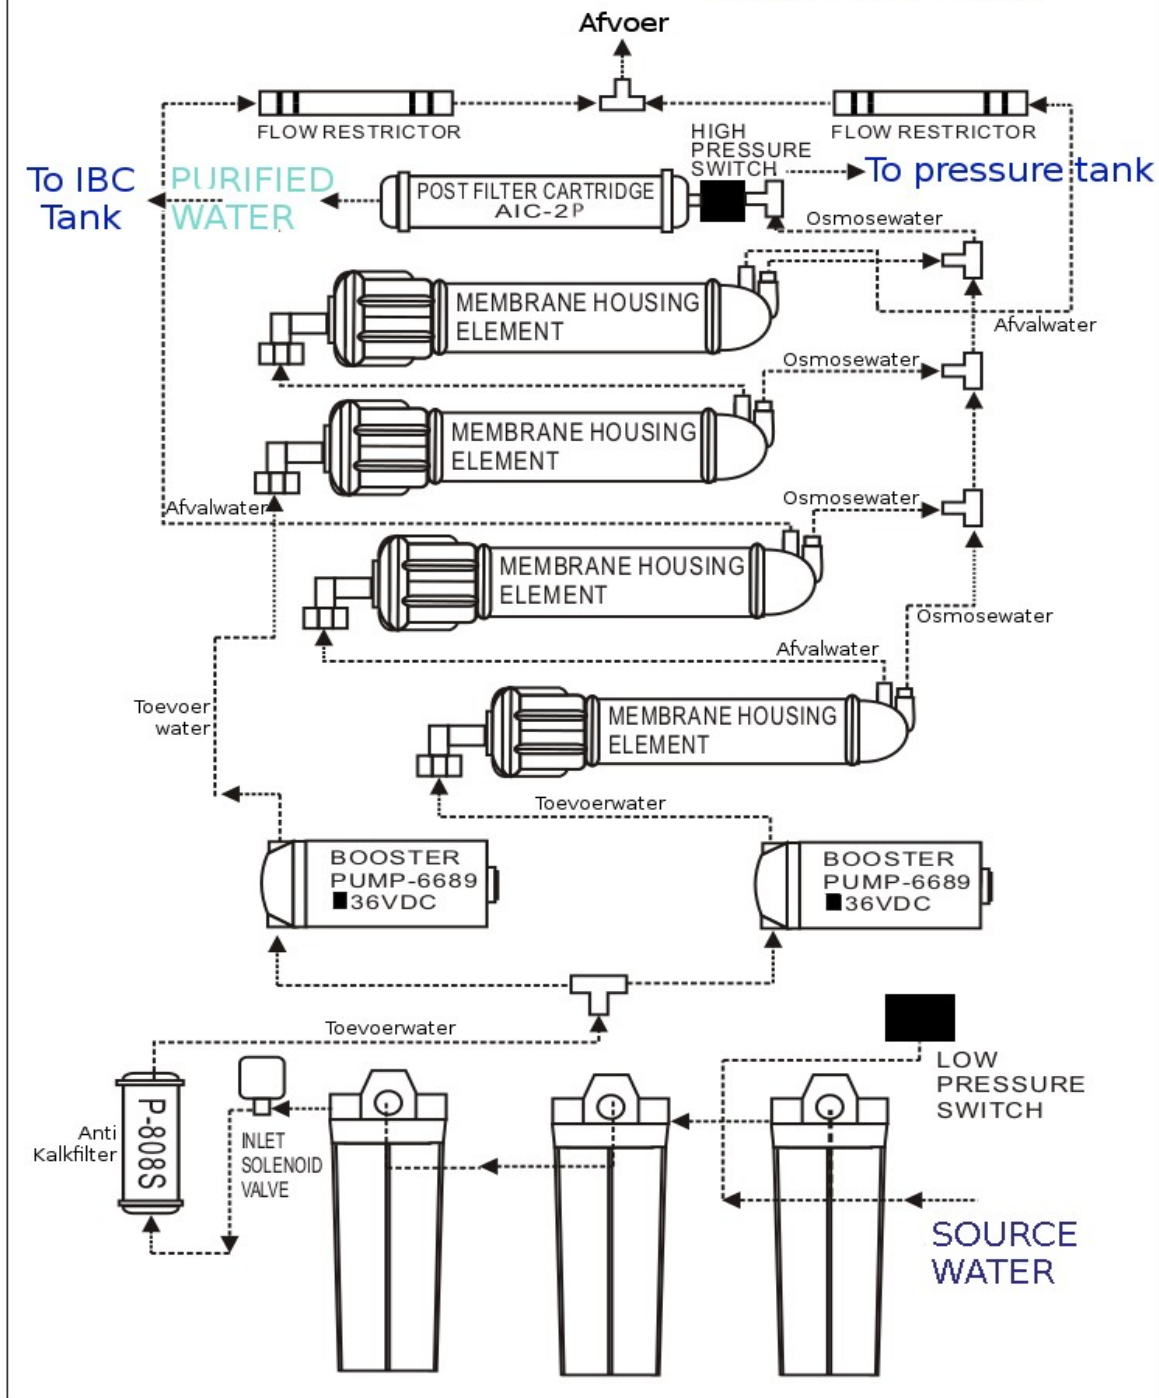 Afvoer
FLOW RESTRICTOR
FLOW RESTRICTOR
HIGH
PRESSURE
SWITCH
To IBC
Tank
PURIFIED
WATER
POST FILTER CARTRIDGE
AIC-2P
To pressure tank
Osmosewater
MEMBRANE HOUSING
ELEMENT
Afvalwater
Osmosewater
MEMBRANE HOUSING
ELEMENT
Afvalwater
Osmosewater
MEMBRANE HOUSING
ELEMENT
Osmosewater
Afvalwater
Toevoer
water
MEMBRANE HOUSING
ELEMENT
Toevoerwater
BOOSTER
PUMP-6689
36VDC
BOOSTER
PUMP-6689
36VDC
Toevoerwater
LOW
PRESSURE
SWITCH
Anti
Kalkfilter
P-808S
INLET
SOLENOID
VALVE
SOURCE
WATER